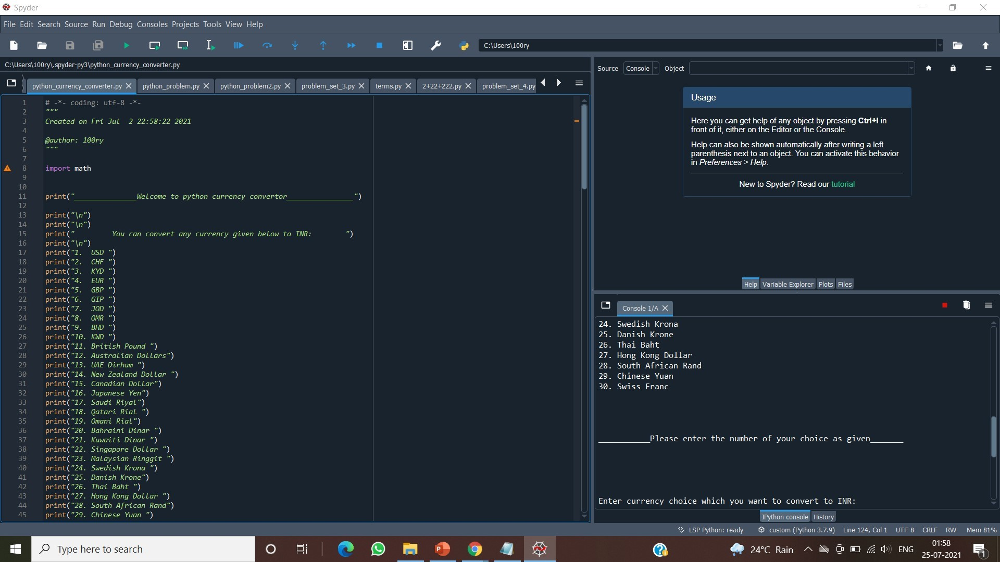 Spyder
File Edit Search Source Run Debug Consoles Projects Tools View Help
C:\Users\100ry
C:\Users\100ry\.spyder-py3\python_currency_converter.py
python_currency_converter.py python_problem.py python_problem2.py problem_set_3.py terms.py 2+22+222.py problem_set_4.py
1 # -*- coding: utf-8 -*-
2 """
3 Created on Fri Jul  2 22:58:22 2021
4
5 @author: 100ry
6 """
7
8 import math
9
10
11 print("_______________Welcome to python currency convertor________________")
12
13 print("\n")
14 print("\n")
15 print("         You can convert any currency given below to INR:        ")
16 print("\n")
17 print("1.  USD ")
18 print("2.  CHF ")
19 print("3.  KYD ")
20 print("4.  EUR ")
21 print("5.  GBP ")
22 print("6.  GIP ")
23 print("7.  JOD ")
24 print("8.  OMR ")
25 print("9.  BHD ")
26 print("10. KWD ")
27 print("11. British Pound ")
28 print("12. Australian Dollars")
29 print("13. UAE Dirham ")
30 print("14. New Zealand Dollar ")
31 print("15. Canadian Dollar")
32 print("16. Japanese Yen")
33 print("17. Saudi Riyal")
34 print("18. Qatari Rial ")
35 print("19. Omani Rial")
36 print("20. Bahraini Dinar ")
37 print("21. Kuwaiti Dinar ")
38 print("22. Singapore Dollar ")
39 print("23. Malaysian Ringgit ")
40 print("24. Swedish Krona ")
41 print("25. Danish Krone")
42 print("26. Thai Baht ")
43 print("27. Hong Kong Dollar ")
44 print("28. South African Rand")
45 print("29. Chinese Yuan ")
Source Console Object
Usage
Here you can get help of any object by pressing Ctrl+I in
front of it, either on the Editor or the Console.
Help can also be shown automatically after writing a left
parenthesis next to an object. You can activate this behavior
in Preferences > Help.
New to Spyder? Read our tutorial
Help Variable Explorer Plots Files
Console 1/A
24. Swedish Krona
25. Danish Krone
26. Thai Baht
27. Hong Kong Dollar
28. South African Rand
29. Chinese Yuan
30. Swiss Franc
___________Please enter the number of your choice as given_______
Enter currency choice which you want to convert to INR:
IPython console History
LSP Python: ready custom (Python 3.7.9) Line 124, Col 1 UTF-8 CRLF RW Mem 81%
Type here to search
24°C Rain ENG
01:58
25-07-2021
1